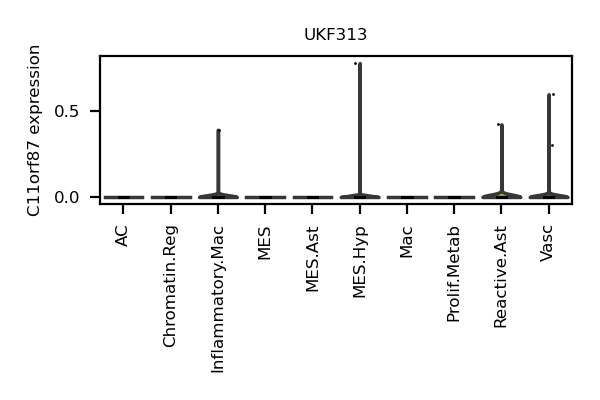 UKF313
C11orf87 expression
0.5
0.0
AC
Chromatin.Reg
Inflammatory.Mac
MES
MES.Ast
MES.Hyp
Mac
Prolif.Metab
Reactive.Ast
Vasc